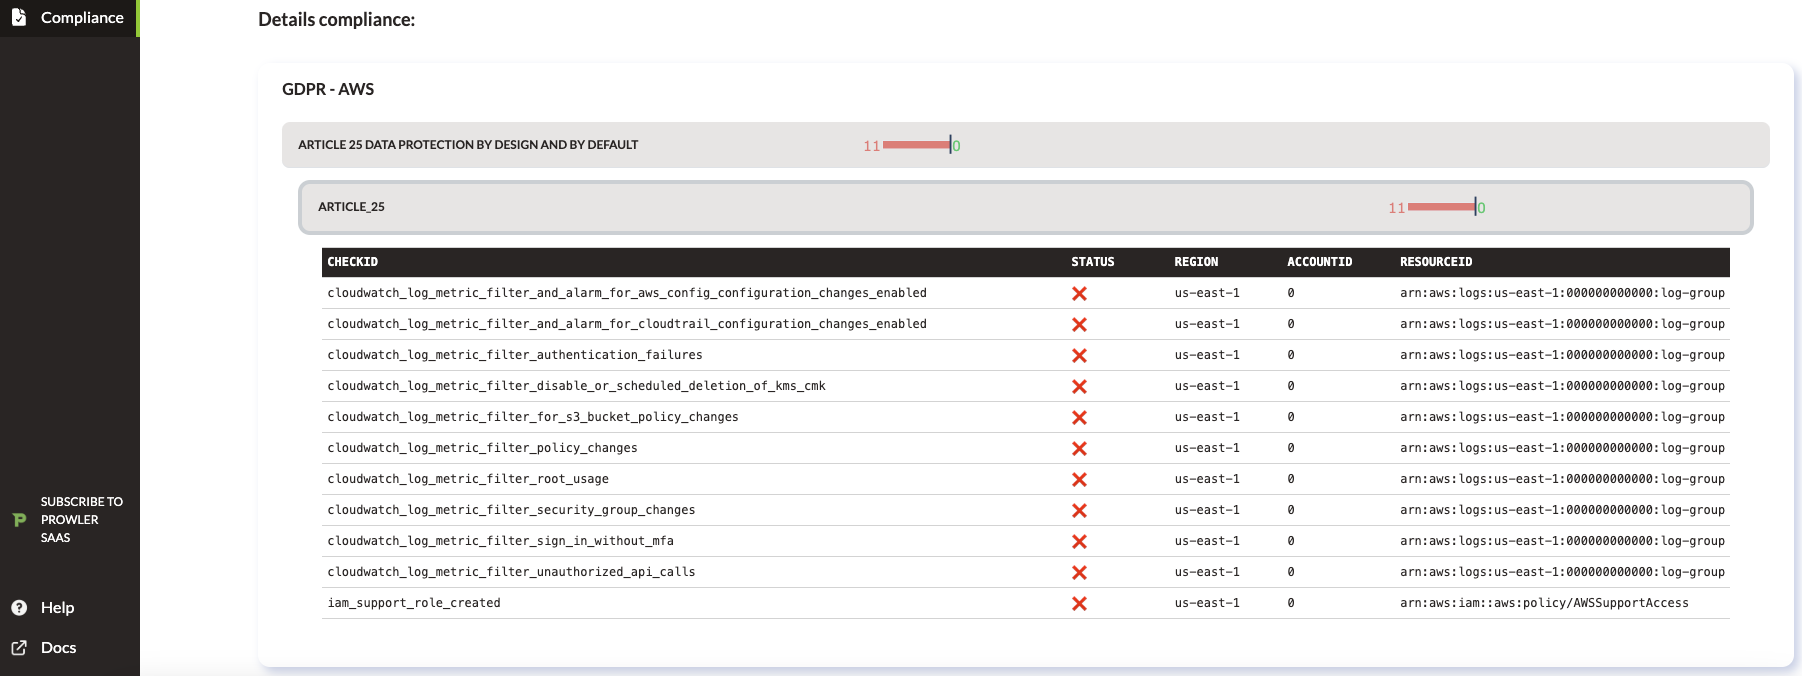 Compliance
Details compliance:
GDPR - AWS
ARTICLE 25 DATA PROTECTION BY DESIGN AND BY DEFAULT 11 0
ARTICLE_25 11 0
CHECKID STATUS REGION ACCOUNTID RESOURCEID
cloudwatch_log_metric_filter_and_alarm_for_aws_config_configuration_changes_enabled ❌ us-east-1 0 arn:aws:logs:us-east-1:000000000000:log-group
cloudwatch_log_metric_filter_and_alarm_for_cloudtrail_configuration_changes_enabled ❌ us-east-1 0 arn:aws:logs:us-east-1:000000000000:log-group
cloudwatch_log_metric_filter_authentication_failures ❌ us-east-1 0 arn:aws:logs:us-east-1:000000000000:log-group
cloudwatch_log_metric_filter_disable_or_scheduled_deletion_of_kms_cmk ❌ us-east-1 0 arn:aws:logs:us-east-1:000000000000:log-group
cloudwatch_log_metric_filter_for_s3_bucket_policy_changes ❌ us-east-1 0 arn:aws:logs:us-east-1:000000000000:log-group
cloudwatch_log_metric_filter_policy_changes ❌ us-east-1 0 arn:aws:logs:us-east-1:000000000000:log-group
cloudwatch_log_metric_filter_root_usage ❌ us-east-1 0 arn:aws:logs:us-east-1:000000000000:log-group
cloudwatch_log_metric_filter_security_group_changes ❌ us-east-1 0 arn:aws:logs:us-east-1:000000000000:log-group
cloudwatch_log_metric_filter_sign_in_without_mfa ❌ us-east-1 0 arn:aws:logs:us-east-1:000000000000:log-group
cloudwatch_log_metric_filter_unauthorized_api_calls ❌ us-east-1 0 arn:aws:logs:us-east-1:000000000000:log-group
iam_support_role_created ❌ us-east-1 0 arn:aws:iam::aws:policy/AWSSupportAccess
SUBSCRIBE TO
PROWLER
SAAS
Help
Docs